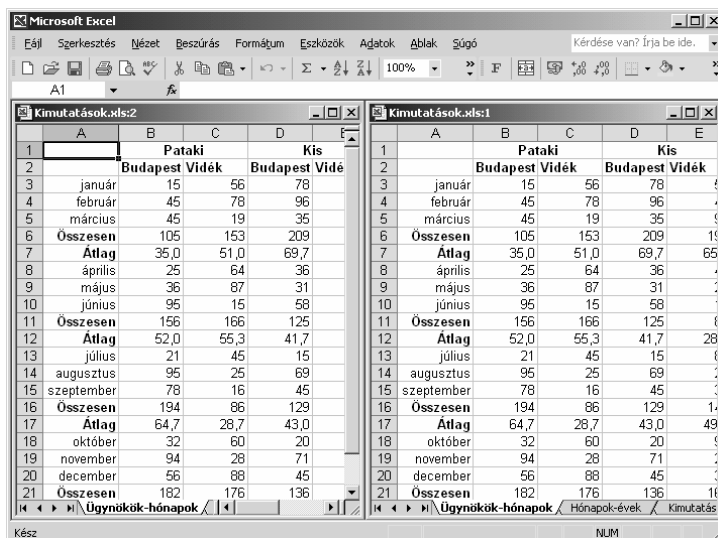 Microsoft Excel
Fájl Szerkesztés Nézet Beszúrás Formátum Eszközök Adatok Ablak Súgó Kérdése van? Írja be ide.
100% F
A1 fx
Kimutatások.xls:2
A B C D E
1 Pataki Kis
2 Budapest Vidék Budapest Vidé
3 január 15 56 78
4 február 45 78 96
5 március 45 19 35
6 Összesen 105 153 209
7 Átlag 35,0 51,0 69,7
8 április 25 64 36
9 május 36 87 31
10 június 95 15 58
11 Összesen 156 166 125
12 Átlag 52,0 55,3 41,7
13 július 21 45 15
14 augusztus 95 25 69
15 szeptember 78 16 45
16 Összesen 194 86 129
17 Átlag 64,7 28,7 43,0
18 október 32 60 20
19 november 94 28 71
20 december 56 88 45
21 Összesen 182 176 136
Ügynökök-hónapok
Kimutatások.xls:1
A B C D E
1 Pataki Kis
2 Budapest Vidék Budapest Vidék
3 január 15 56 78
4 február 45 78 96
5 március 45 19 35
6 Összesen 105 153 209
7 Átlag 35,0 51,0 69,7 65
8 április 25 64 36
9 május 36 87 31
10 június 95 15 58
11 Összesen 156 166 125
12 Átlag 52,0 55,3 41,7 28
13 július 21 45 15
14 augusztus 95 25 69
15 szeptember 78 16 45
16 Összesen 194 86 129
17 Átlag 64,7 28,7 43,0 49
18 október 32 60 20
19 november 94 28 71
20 december 56 88 45
21 Összesen 182 176 136
Ügynökök-hónapok Hónapok-évek Kimutatás
Kész NUM